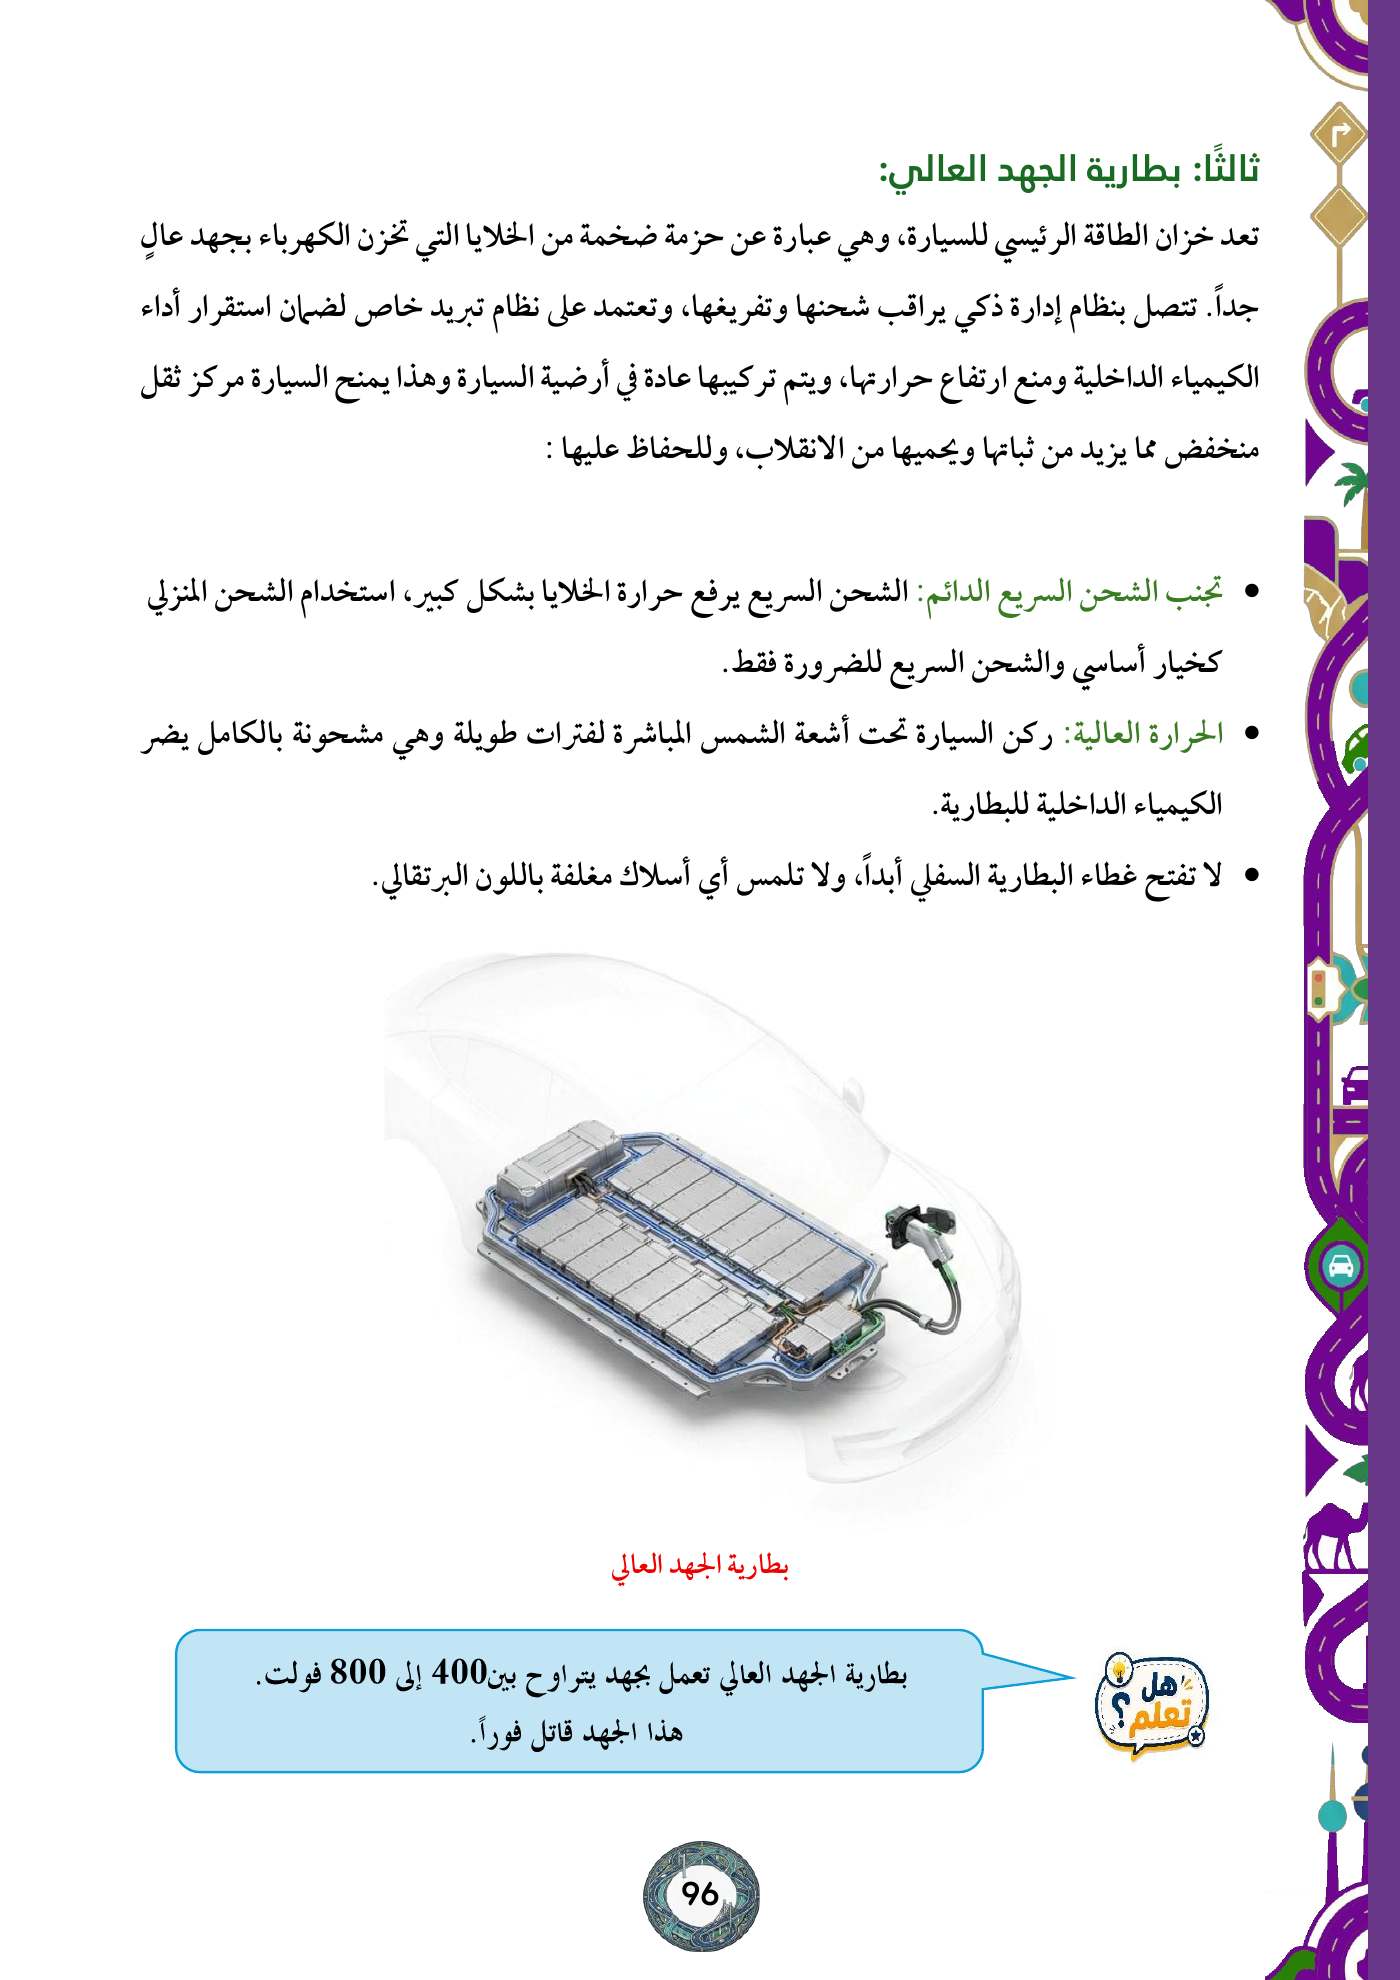 ثالثًا: بطارية الجهد العالي:
تعد خزان الطاقة الرئيسي للسيارة، وهي عبارة عن حزمة ضخمة من الخلايا التي تخزن الكهرباء بجهد عالٍ
جداً. تتصل بنظام إدارة ذكي يراقب شحنها وتفريغها، وتعتمد على نظام تبريد خاص لضمان استقرار أداء
الكيمياء الداخلية ومنع ارتفاع حرارتها، ويتم تركيبها عادة في أرضية السيارة وهذا يمنح السيارة مركز ثقل
منخفض مما يزيد من ثباتها ويحميها من الانقلاب، وللحفاظ عليها :
• تجنب الشحن السريع الدائم: الشحن السريع يرفع حرارة الخلايا بشكل كبير، استخدام الشحن المنزلي
كخيار أساسي والشحن السريع للضرورة فقط.
• الحرارة العالية: ركن السيارة تحت أشعة الشمس المباشرة لفترات طويلة وهي مشحونة بالكامل يضر
الكيمياء الداخلية للبطارية.
• لا تفتح غطاء البطارية السفلي أبداً، ولا تلمس أي أسلاك مغلفة باللون البرتقالي.
بطارية الجهد العالي
هل
تعلم؟
بطارية الجهد العالي تعمل بجهد يتراوح بين400 إلى 800 فولت.
هذا الجهد قاتل فوراً.
96